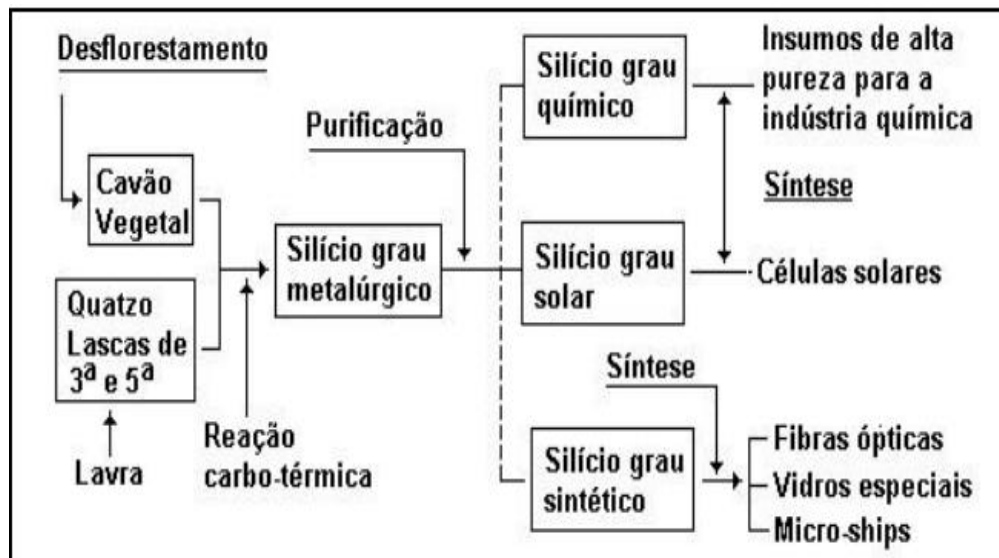 Desflorestamento
Cavão
Vegetal
Quatzo
Lascas de
3ª e 5ª
Lavra
Reação
carbo-térmica
Silício grau
metalúrgico
Purificação
Silício grau
químico
Insumos de alta
pureza para a
indústria química
Síntese
Silício grau
solar
Células solares
Síntese
Silício grau
sintético
Fibras ópticas
Vidros especiais
Micro-ships